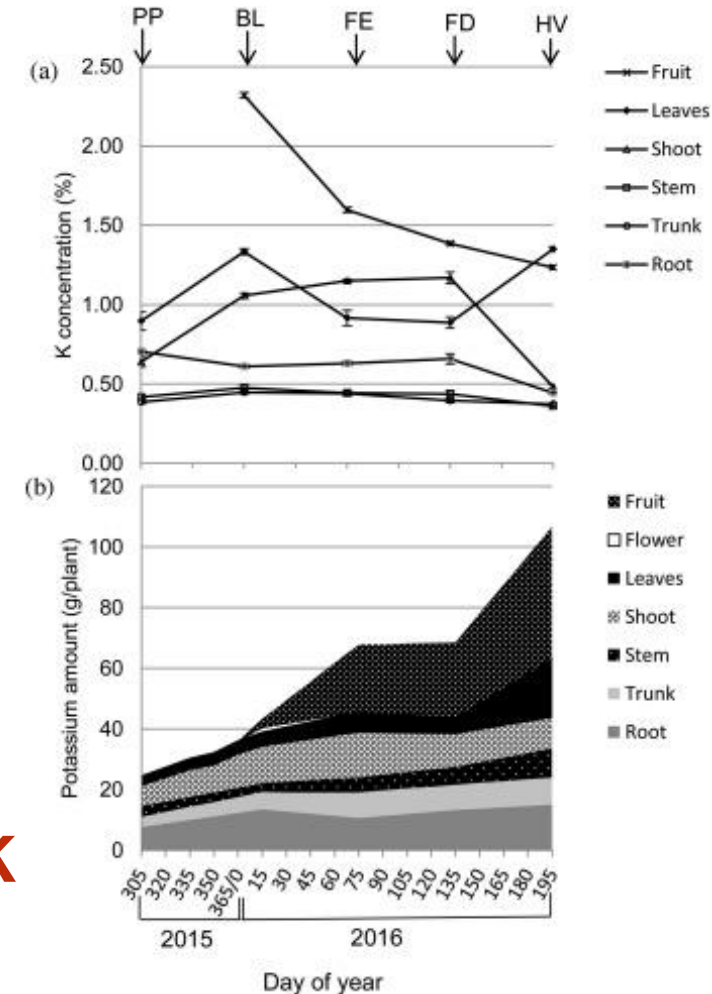 PP BL FE FD HV
(a)
2.50
2.00
1.50
1.00
0.50
0.00
K concentration (%)
Fruit
Leaves
Shoot
Stem
Trunk
Root
(b)
120
100
80
60
40
20
0
Potassium amount (g/plant)
Fruit
Flower
Leaves
Shoot
Stem
Trunk
Root
K
305 320 335 350 365/0 15 30 45 60 75 90 105 120 135 150 165 180 195
2015 2016
Day of year